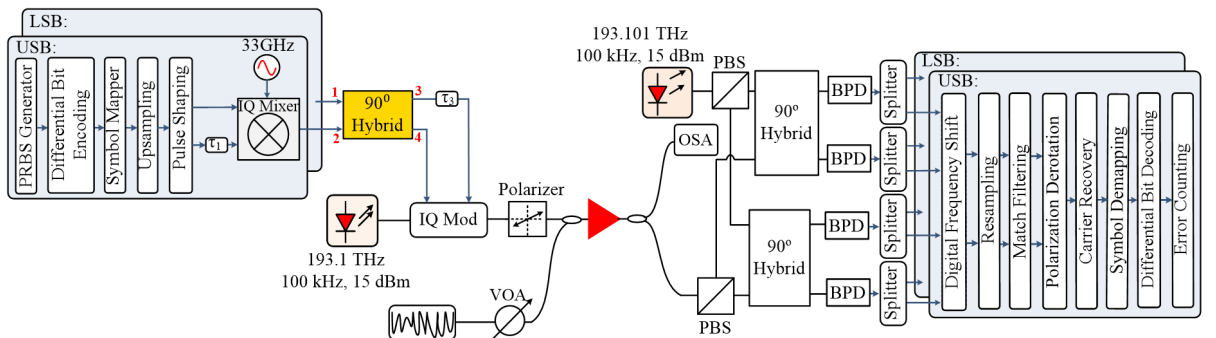 LSB:
USB:
33GHz
PRBS Generator
Differential Bit
Encoding
Symbol Mapper
Upsampling
Pulse Shaping
τ1
IQ Mixer
1
2
90º
Hybrid
3
4
τ3
193.1 THz
100 kHz, 15 dBm
IQ Mod
Polarizer
VOA
OSA
193.101 THz
100 kHz, 15 dBm
PBS
PBS
90º
Hybrid
90º
Hybrid
BPD
BPD
BPD
BPD
Splitter
Splitter
Splitter
Splitter
LSB:
USB:
Digital Frequency Shift
Resampling
Match Filtering
Polarization Derotation
Carrier Recovery
Symbol Demapping
Differential Bit Decoding
Error Counting